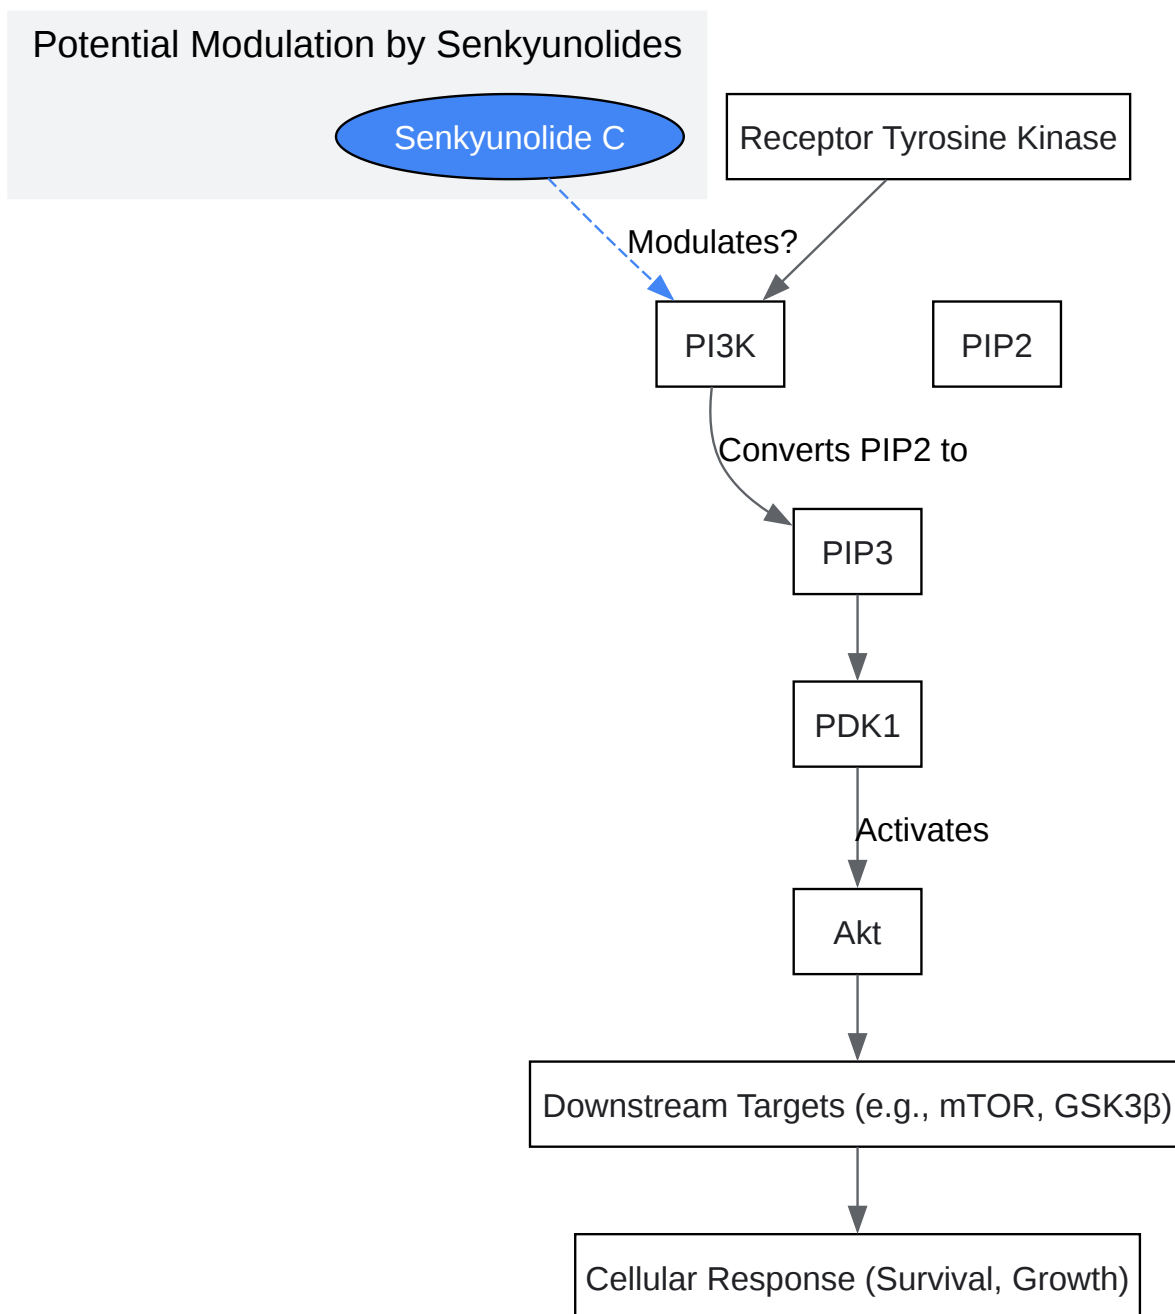 Potential Modulation by Senkyunolides
Senkyunolide C
Receptor Tyrosine Kinase
Modulates?
PI3K
PIP2
Converts PIP2 to
PIP3
PDK1
Activates
Akt
Downstream Targets (e.g., mTOR, GSK3β)
Cellular Response (Survival, Growth)